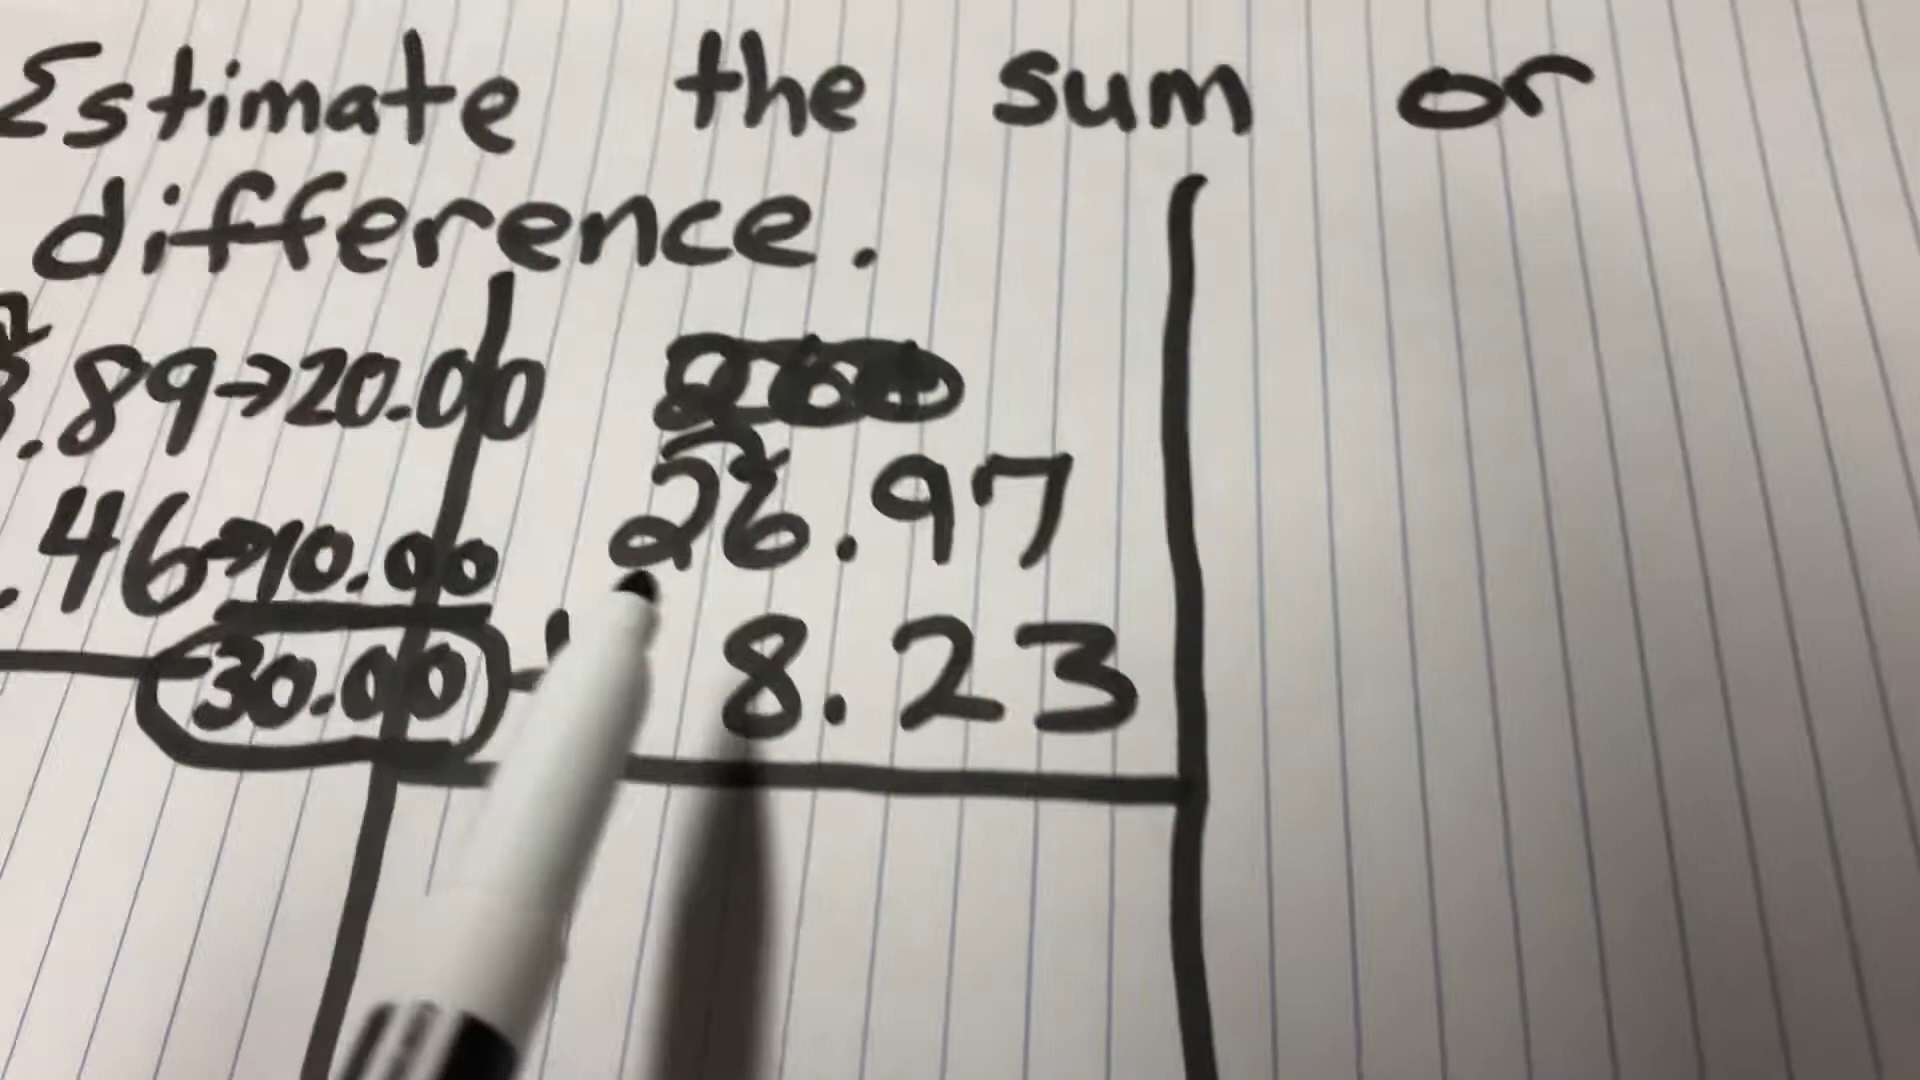 Estimate the sum or
difference.
.89→20.00
26.97
.46→10.00
8.23
30.00